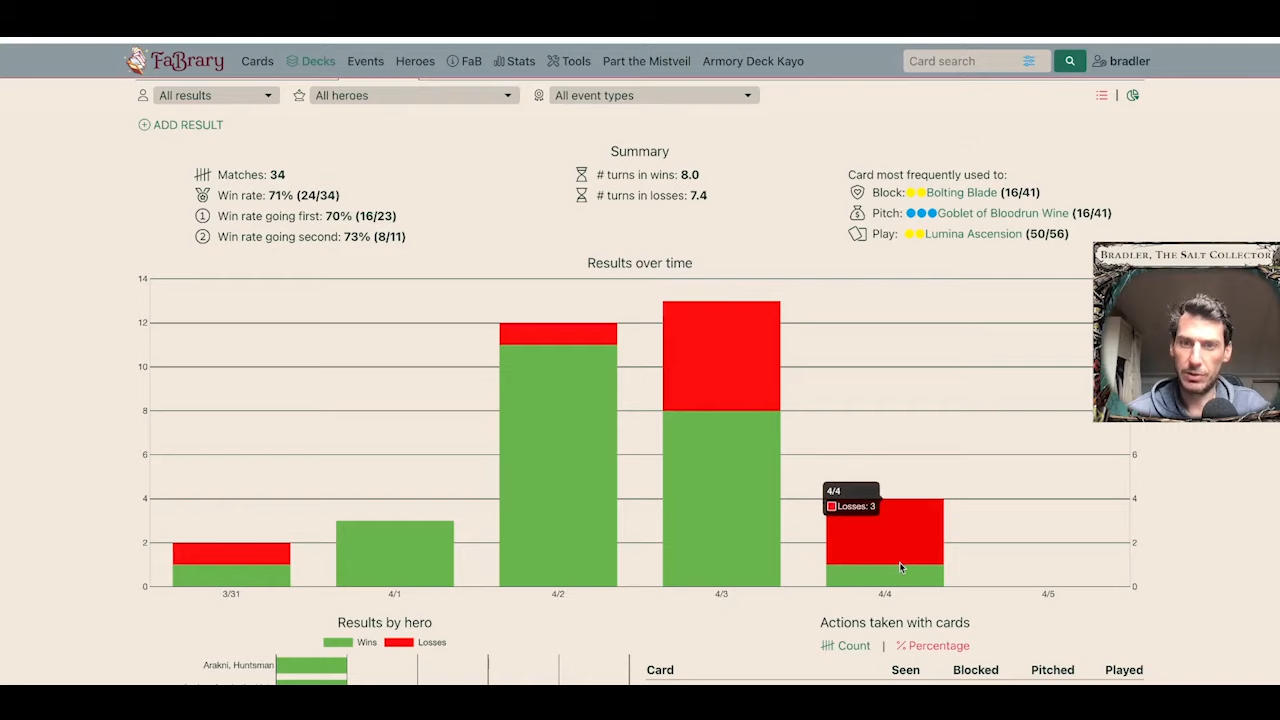 FaBrary Cards Decks Events Heroes FaB Stats Tools Part the Mistveil Armory Deck Kayo Card search bradler
All results All heroes All event types |
ADD RESULT
Summary
Matches: 34
Win rate: 71% (24/34)
Win rate going first: 70% (16/23)
Win rate going second: 73% (8/11)
# turns in wins: 8.0
# turns in losses: 7.4
Card most frequently used to:
Block: Bolting Blade (16/41)
Pitch: Goblet of Bloodrun Wine (16/41)
Play: Lumina Ascension (50/56)
BRADLER, THE SALT COLLECTOR
Results over time
14
12
10
8
6 6
4 4
2 2
0 0
4/4
Losses: 3
3/31 4/1 4/2 4/3 4/4 4/5
Results by hero
Wins Losses
Arakni, Huntsman
Actions taken with cards
Count | Percentage
Card Seen Blocked Pitched Played